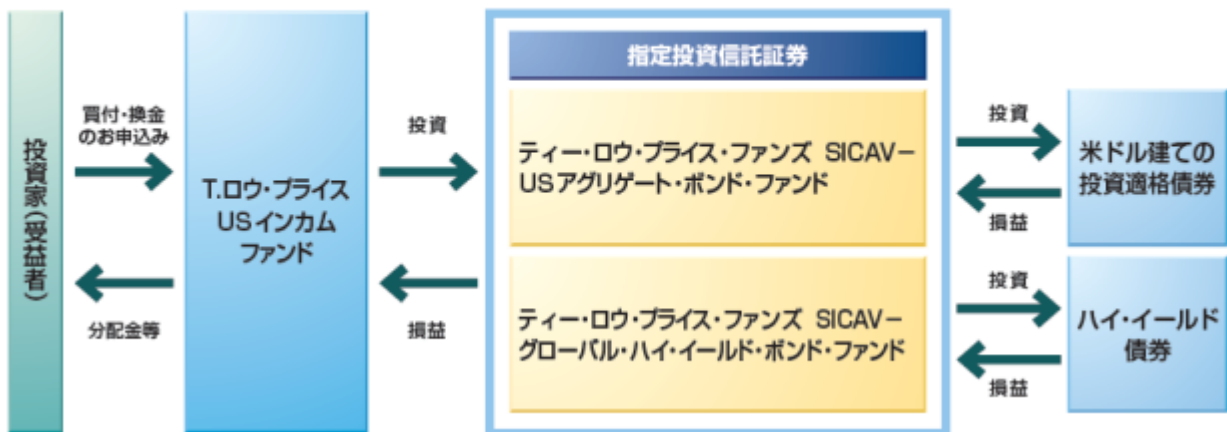 投資家(受益者)
買付・換金
のお申込み
分配金等
T.ロウ・プライス
USインカム
ファンド
投資
損益
指定投資信託証券
ティー・ロウ・プライス・ファンズ SICAV−
USアグリゲート・ボンド・ファンド
ティー・ロウ・プライス・ファンズ SICAV−
グローバル・ハイ・イールド・ボンド・ファンド
投資
損益
投資
損益
米ドル建ての
投資適格債券
ハイ・イールド
債券